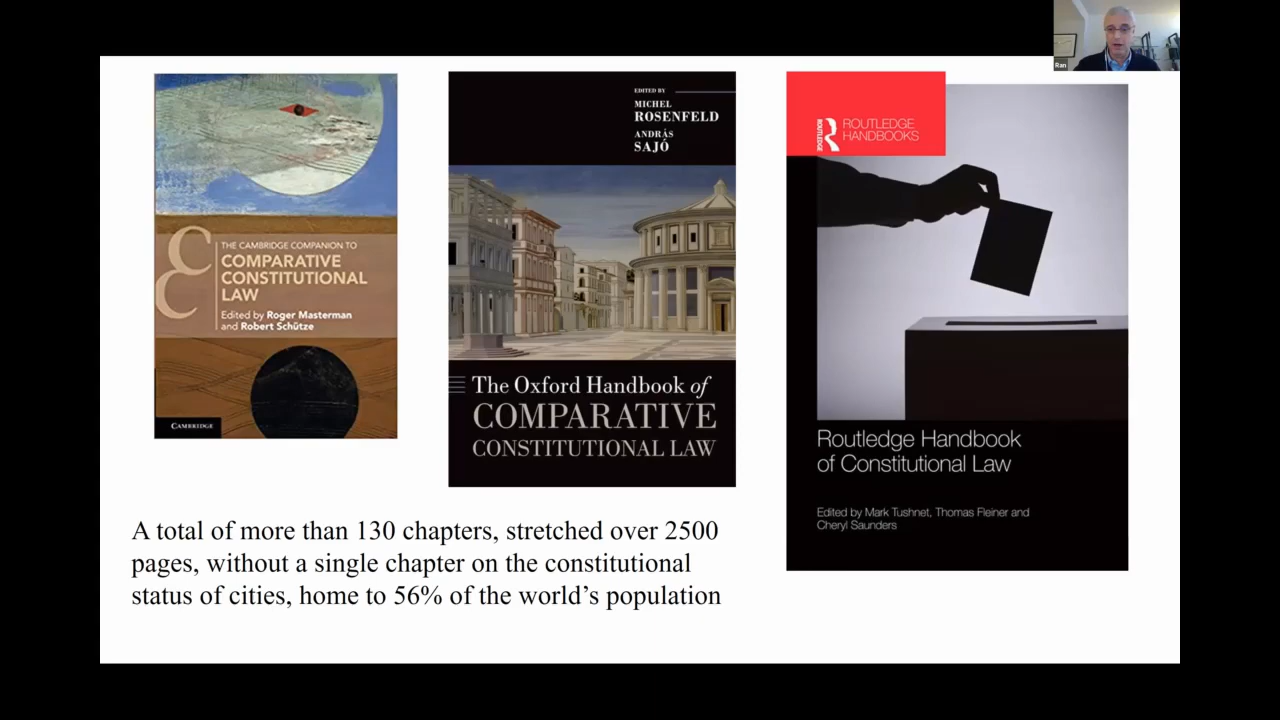 Ran
THE CAMBRIDGE COMPANION TO
COMPARATIVE
CONSTITUTIONAL
LAW
Edited by Roger Masterman
and Robert Schütze
CAMBRIDGE
EDITED BY
MICHEL
ROSENFELD
ANDRÁS
SAJÓ
The Oxford Handbook of
COMPARATIVE
CONSTITUTIONAL LAW
ROUTLEDGE
ROUTLEDGE
HANDBOOKS
Routledge Handbook
of Constitutional Law
Edited by Mark Tushnet, Thomas Fleiner and
Cheryl Saunders
A total of more than 130 chapters, stretched over 2500
pages, without a single chapter on the constitutional
status of cities, home to 56% of the world’s population